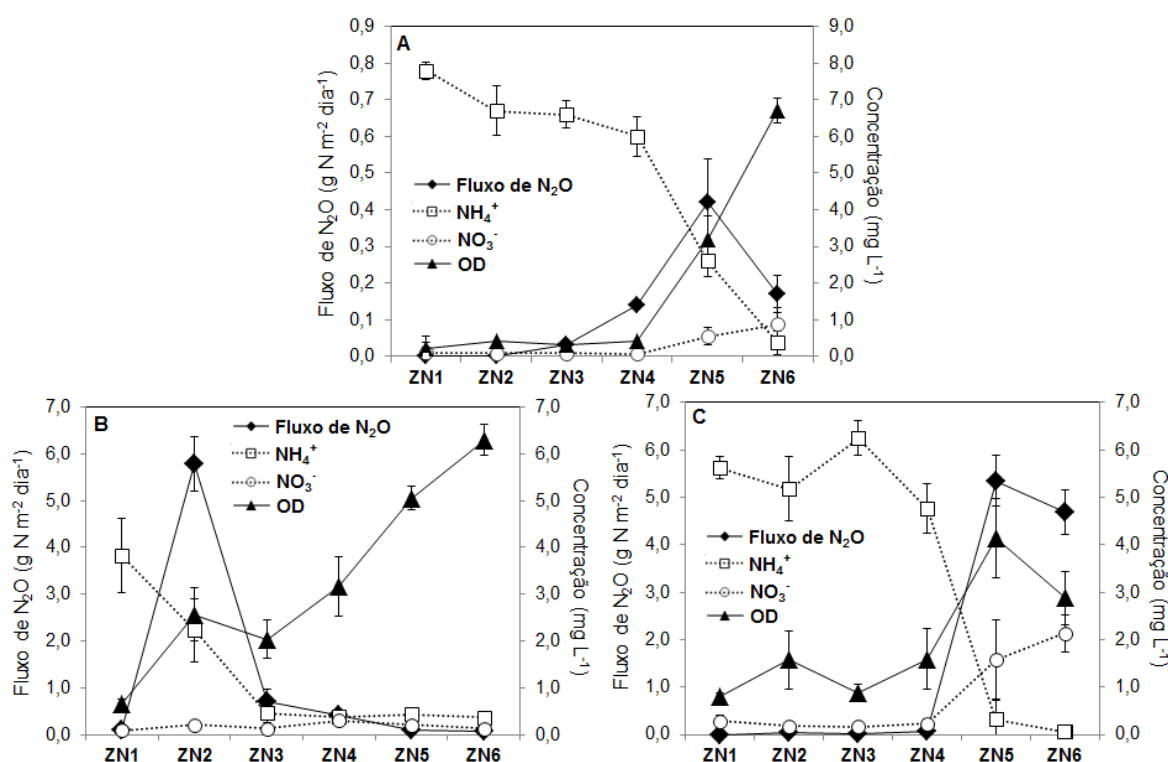 A
Fluxo de N₂O (g N m⁻² dia⁻¹)
0,9
0,8
0,7
0,6
0,5
0,4
0,3
0,2
0,1
0,0
Fluxo de N₂O
NH₄⁺
NO₃⁻
OD
9,0
8,0
7,0
6,0
5,0
4,0
3,0
2,0
1,0
0,0
Concentração (mg L⁻¹)
ZN1 ZN2 ZN3 ZN4 ZN5 ZN6
B
Fluxo de N₂O (g N m⁻² dia⁻¹)
7,0
6,0
5,0
4,0
3,0
2,0
1,0
0,0
Fluxo de N₂O
NH₄⁺
NO₃⁻
OD
7,0
6,0
5,0
4,0
3,0
2,0
1,0
0,0
Concentração (mg L⁻¹)
ZN1 ZN2 ZN3 ZN4 ZN5 ZN6
C
Fluxo de N₂O (g N m⁻² dia⁻¹)
7,0
6,0
5,0
4,0
3,0
2,0
1,0
0,0
Fluxo de N₂O
NH₄⁺
NO₃⁻
OD
7,0
6,0
5,0
4,0
3,0
2,0
1,0
0,0
Concentração (mg L⁻¹)
ZN1 ZN2 ZN3 ZN4 ZN5 ZN6